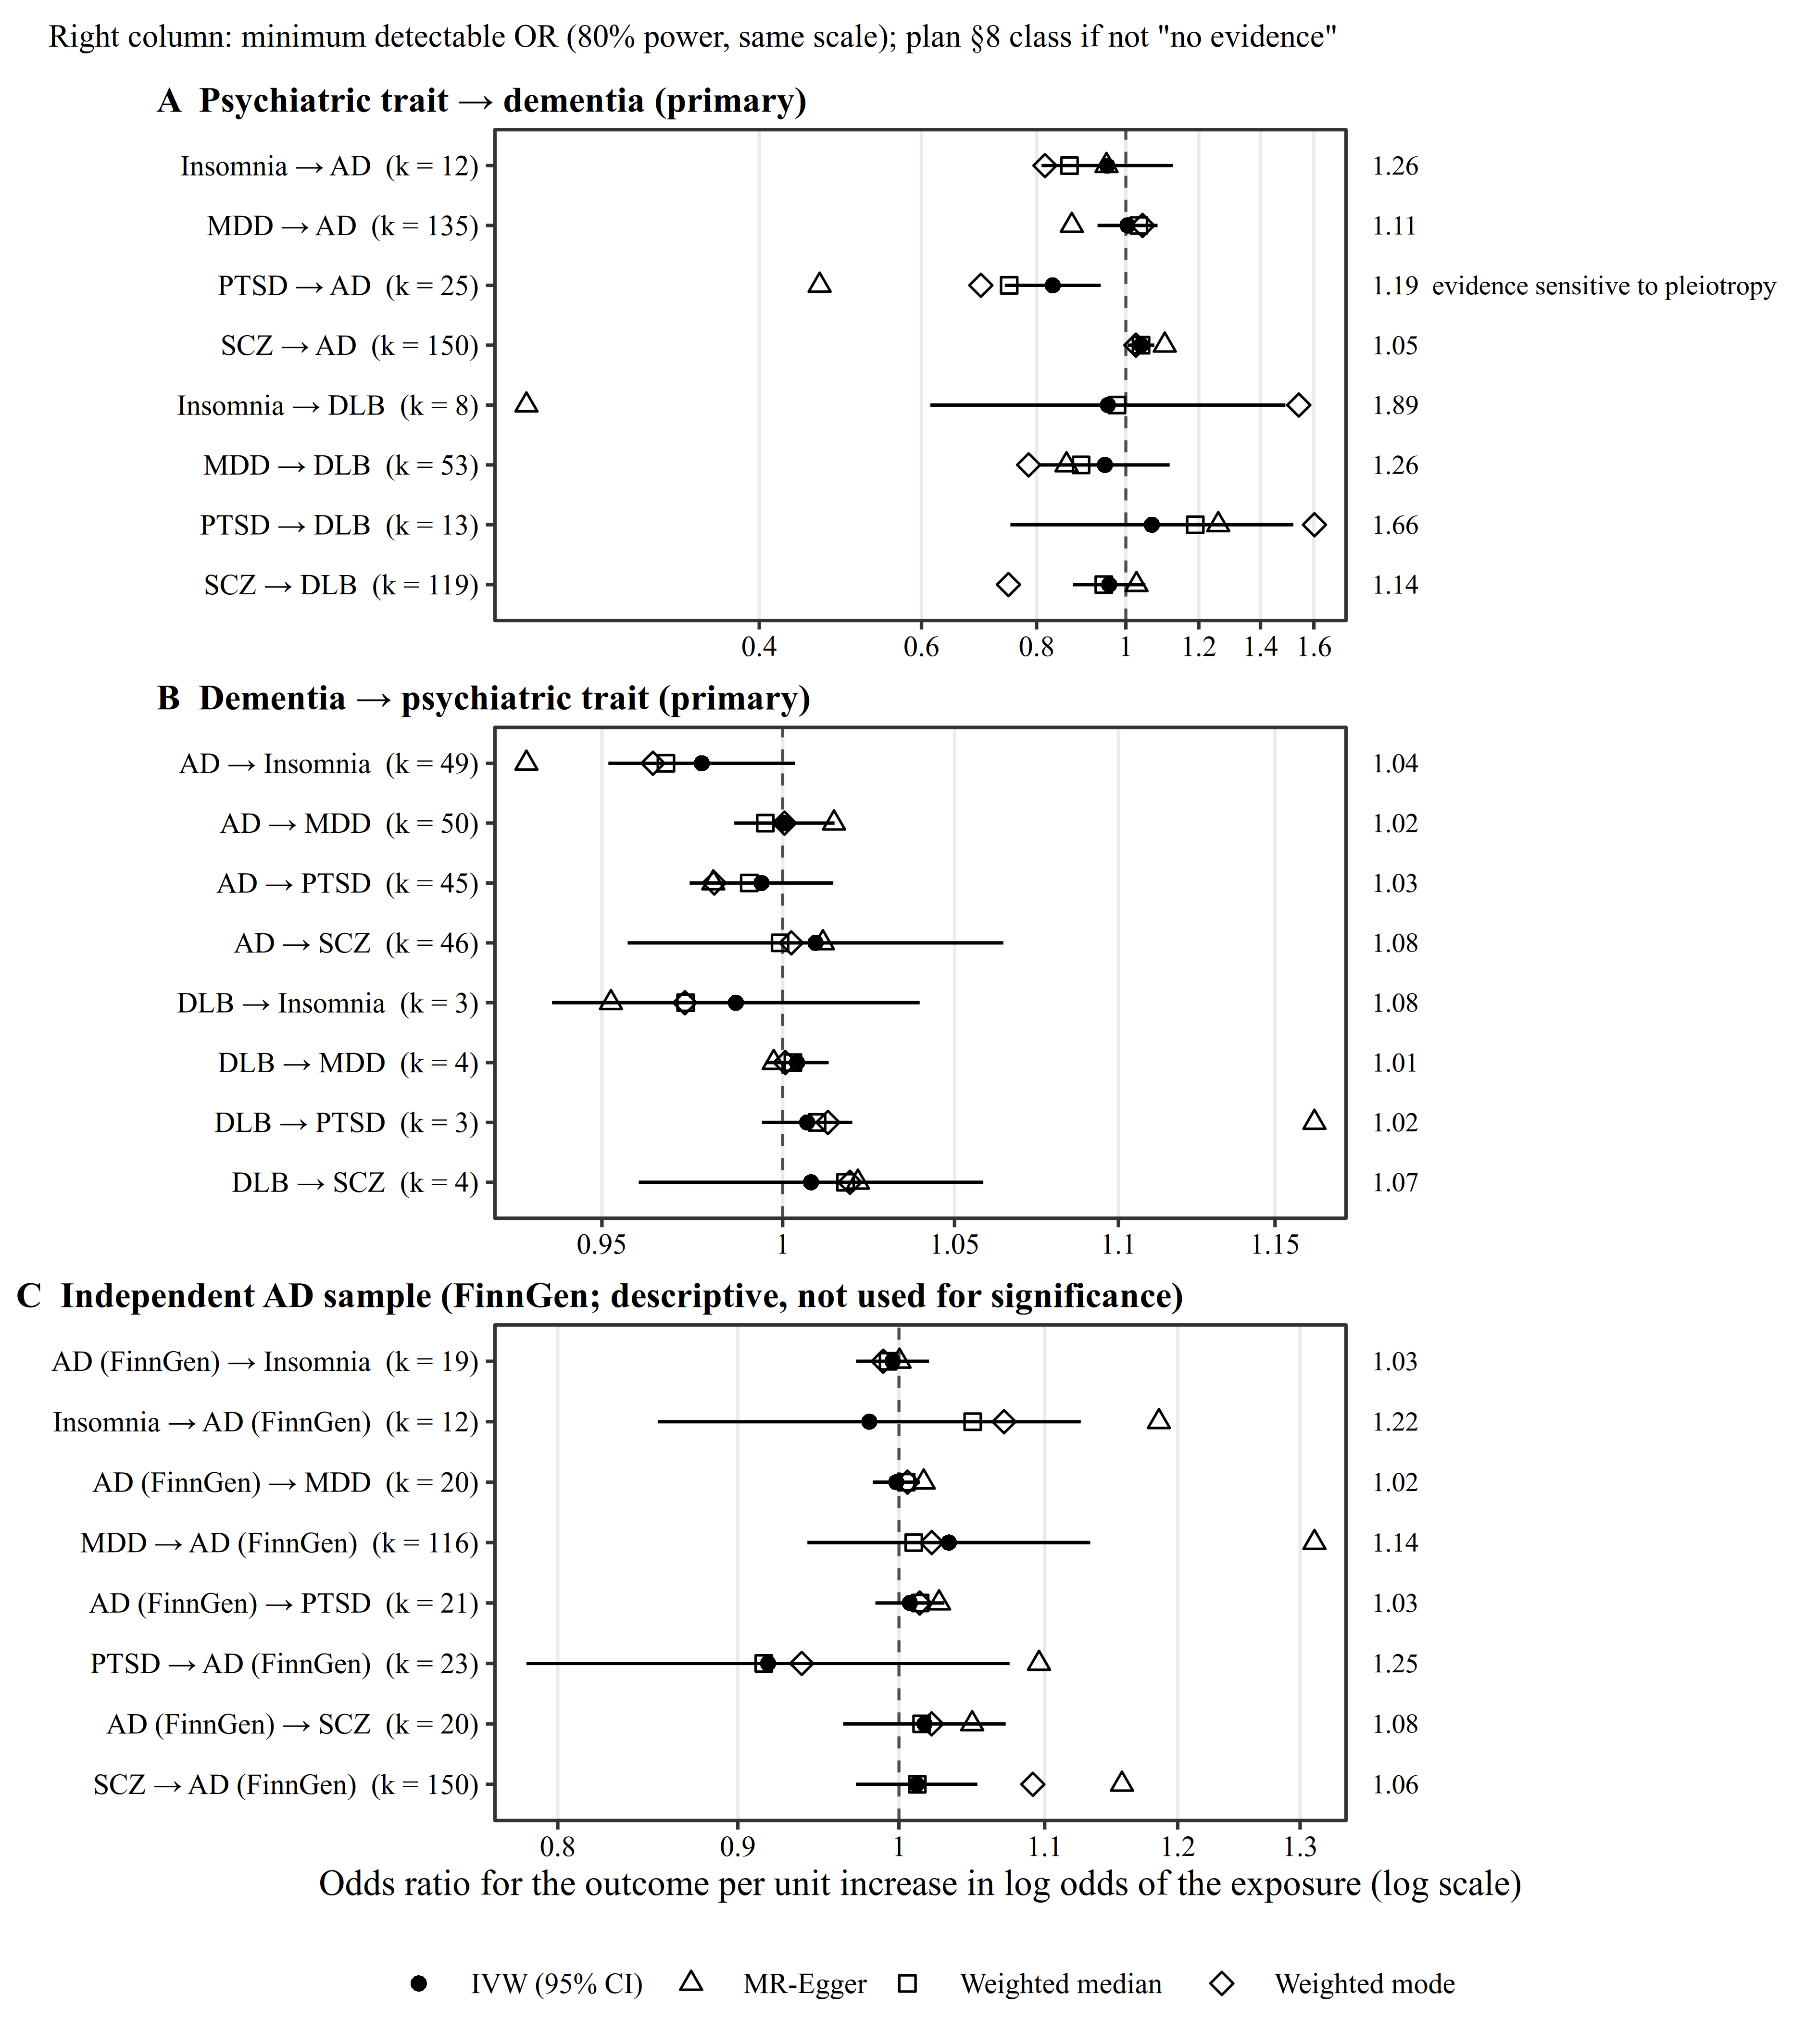 Right column: minimum detectable OR (80% power, same scale); plan §8 class if not "no evidence"
A Psychiatric trait → dementia (primary)
Insomnia → AD (k = 12) 1.26
MDD → AD (k = 135) 1.11
PTSD → AD (k = 25) 1.19 evidence sensitive to pleiotropy
SCZ → AD (k = 150) 1.05
Insomnia → DLB (k = 8) 1.89
MDD → DLB (k = 53) 1.26
PTSD → DLB (k = 13) 1.66
SCZ → DLB (k = 119) 1.14
0.4 0.6 0.8 1 1.2 1.4 1.6
B Dementia → psychiatric trait (primary)
AD → Insomnia (k = 49) 1.04
AD → MDD (k = 50) 1.02
AD → PTSD (k = 45) 1.03
AD → SCZ (k = 46) 1.08
DLB → Insomnia (k = 3) 1.08
DLB → MDD (k = 4) 1.01
DLB → PTSD (k = 3) 1.02
DLB → SCZ (k = 4) 1.07
0.95 1 1.05 1.1 1.15
C Independent AD sample (FinnGen; descriptive, not used for significance)
AD (FinnGen) → Insomnia (k = 19) 1.03
Insomnia → AD (FinnGen) (k = 12) 1.22
AD (FinnGen) → MDD (k = 20) 1.02
MDD → AD (FinnGen) (k = 116) 1.14
AD (FinnGen) → PTSD (k = 21) 1.03
PTSD → AD (FinnGen) (k = 23) 1.25
AD (FinnGen) → SCZ (k = 20) 1.08
SCZ → AD (FinnGen) (k = 150) 1.06
0.8 0.9 1 1.1 1.2 1.3
Odds ratio for the outcome per unit increase in log odds of the exposure (log scale)
IVW (95% CI) MR-Egger Weighted median Weighted mode